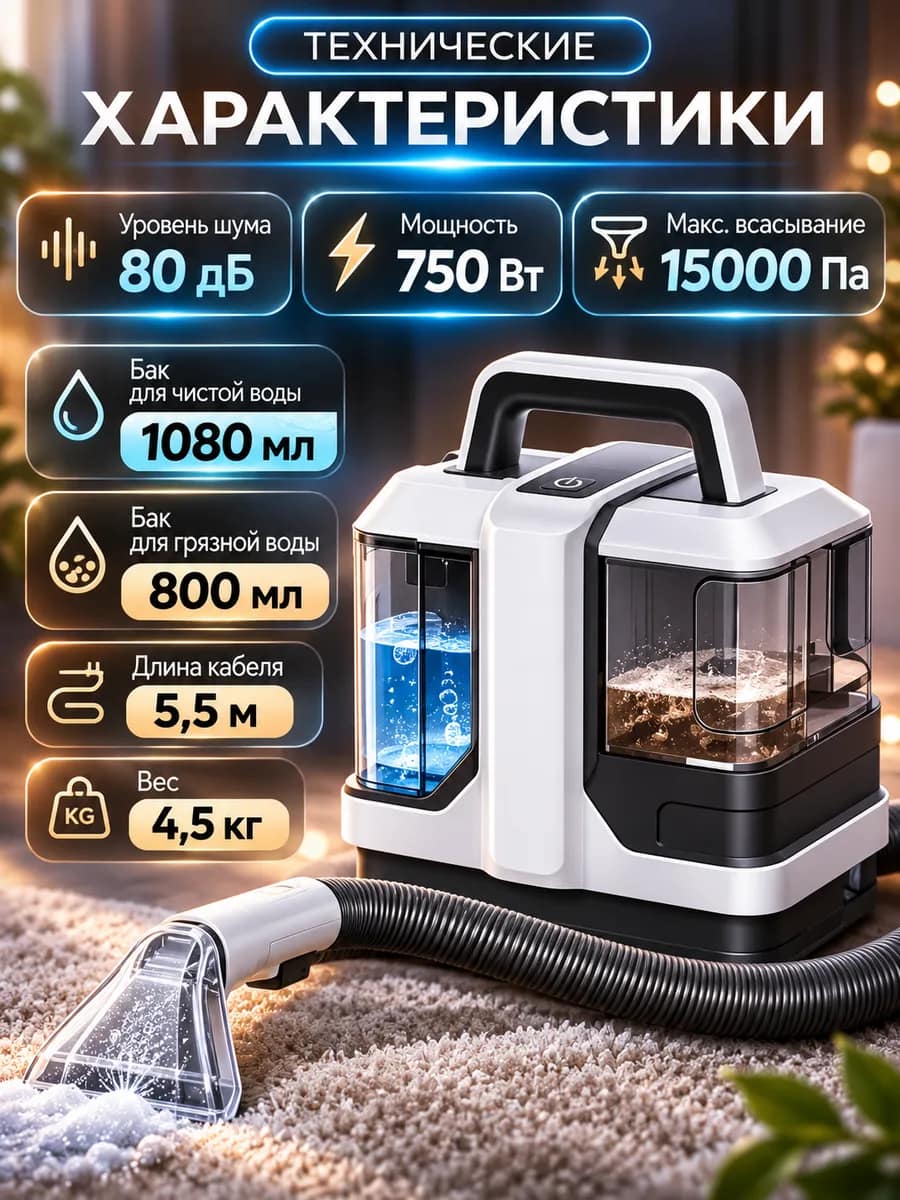 ТЕХНИЧЕСКИЕ
ХАРАКТЕРИСТИКИ
Уровень шума
80 дБ
Мощность
750 Вт
Макс. всасывание
15000 Па
Бак
для чистой воды
1080 мл
Бак
для грязной воды
800 мл
Длина кабеля
5,5 м
KG
Вес
4,5 кг